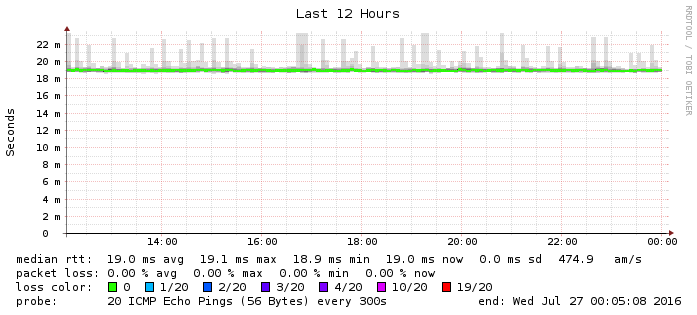 Last 12 Hours
RRDTOOL / TOBI OETIKER
Seconds
22 m
20 m
18 m
16 m
14 m
12 m
10 m
8 m
6 m
4 m
2 m
0
14:00 16:00 18:00 20:00 22:00 00:00
median rtt: 19.0 ms avg 19.1 ms max 18.9 ms min 19.0 ms now 0.0 ms sd 474.9 am/s
packet loss: 0.00 % avg 0.00 % max 0.00 % min 0.00 % now
loss color: 0 1/20 2/20 3/20 4/20 10/20 19/20
probe: 20 ICMP Echo Pings (56 Bytes) every 300s end: Wed Jul 27 00:05:08 2016